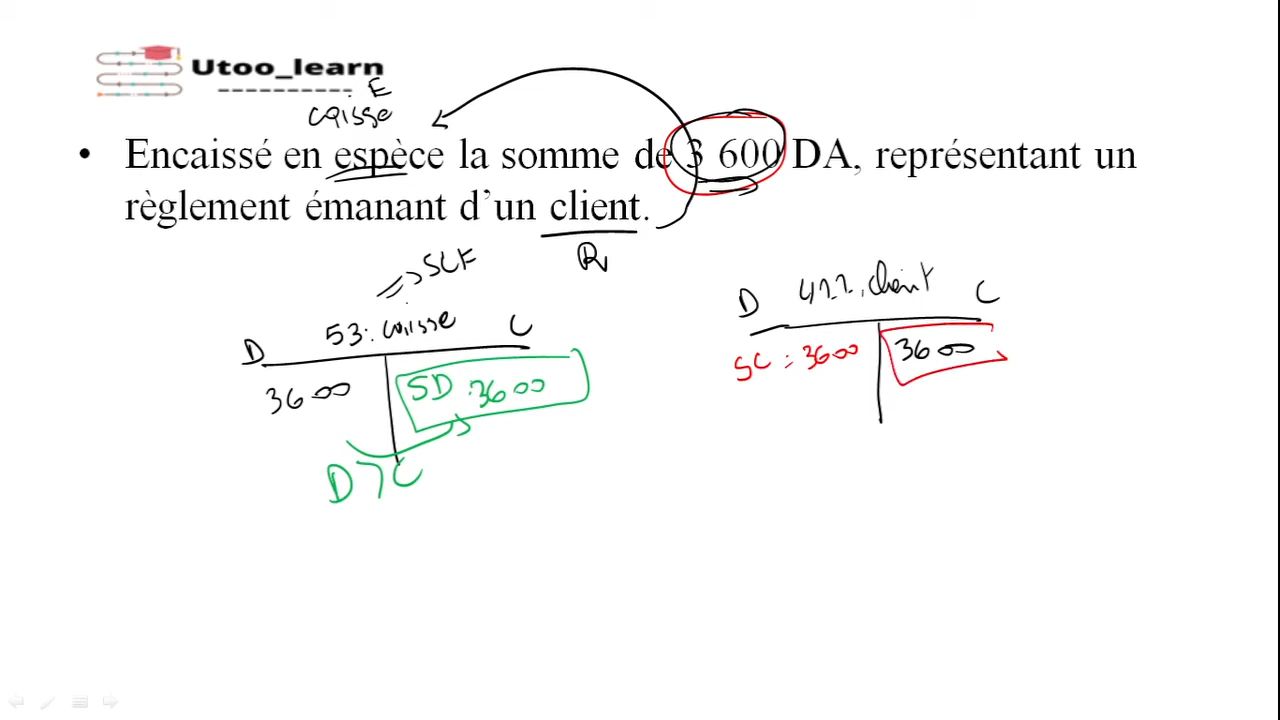 Utoo_learn
E
caisse
• Encaissé en espèce la somme de 3 600 DA, représentant un
règlement émanant d'un client.
R
=> SCF
D 53: caisse C
3600 SD : 3600
D > C
D 411, client C
SC : 3600 3600